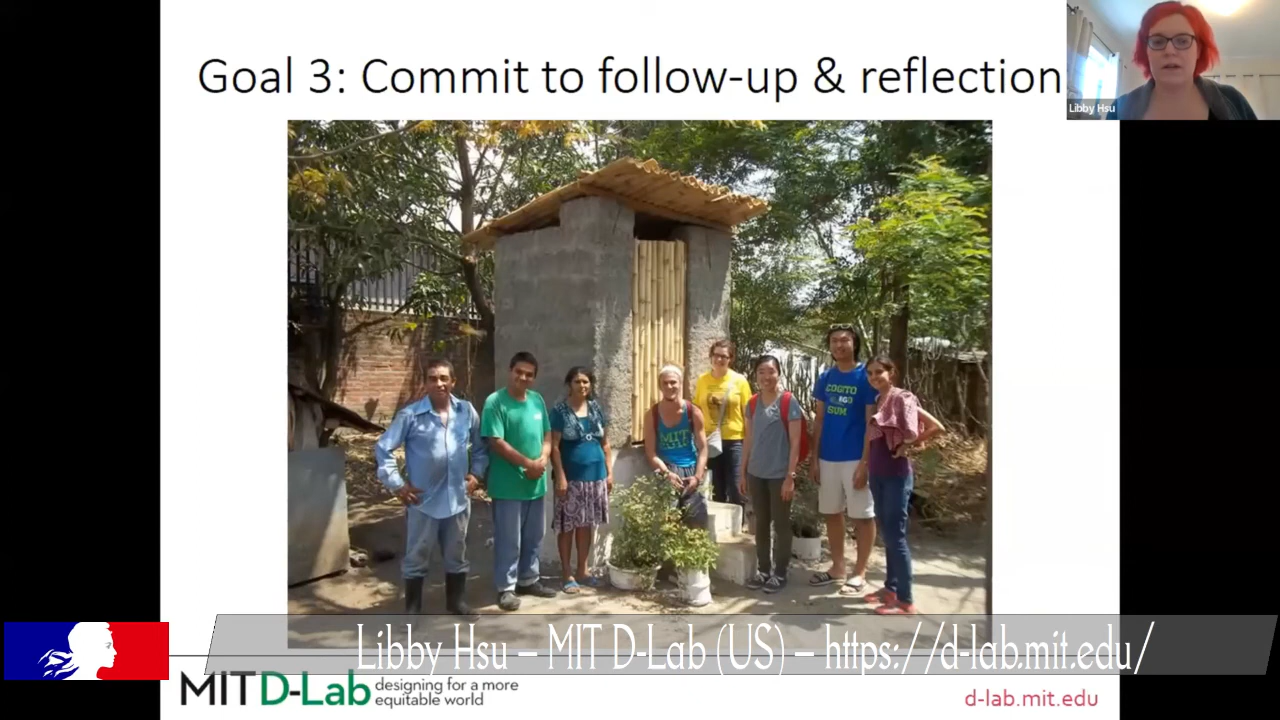 Goal 3: Commit to follow-up & reflection
Libby Hsu
MIT
COGITO
SUM
Libby Hsu – MIT D-Lab (US) – https://d-lab.mit.edu/
MIT D-Lab
designing for a more
equitable world
d-lab.mit.edu